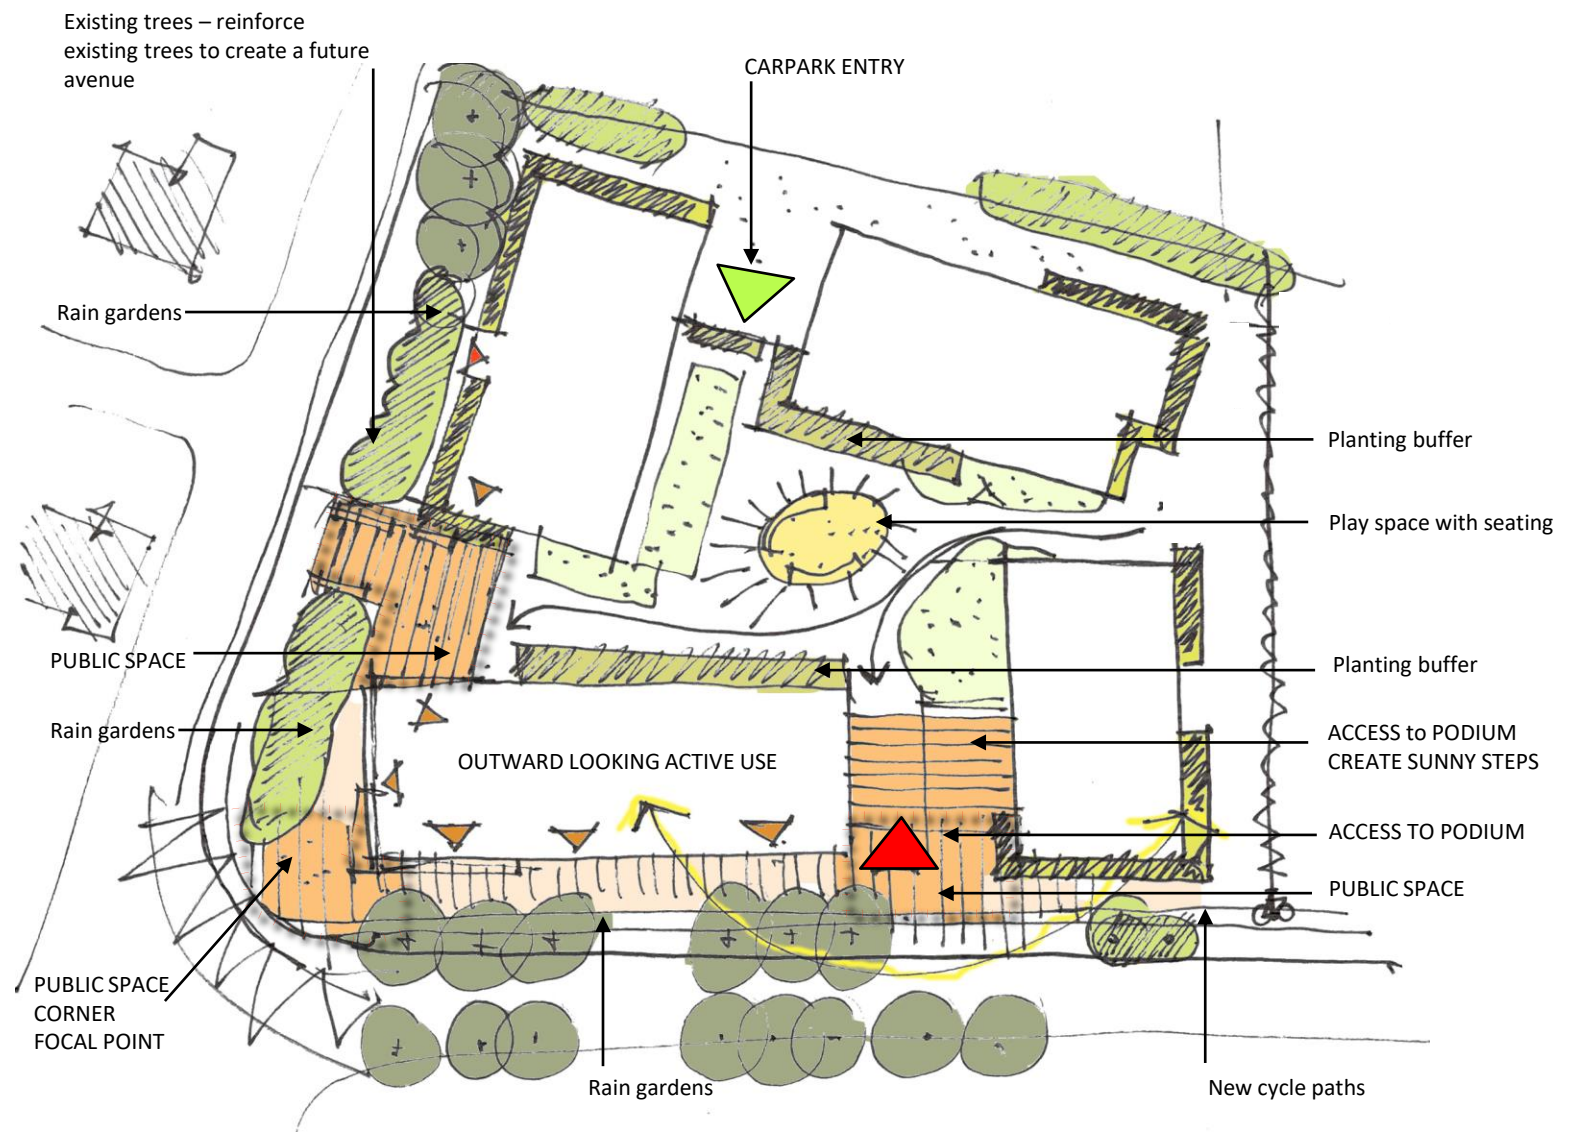 Existing trees – reinforce
existing trees to create a future
avenue
CARPARK ENTRY
Rain gardens
Planting buffer
Play space with seating
PUBLIC SPACE
Planting buffer
Rain gardens
ACCESS to PODIUM
CREATE SUNNY STEPS
OUTWARD LOOKING ACTIVE USE
ACCESS TO PODIUM
PUBLIC SPACE
PUBLIC SPACE
CORNER
FOCAL POINT
Rain gardens
New cycle paths